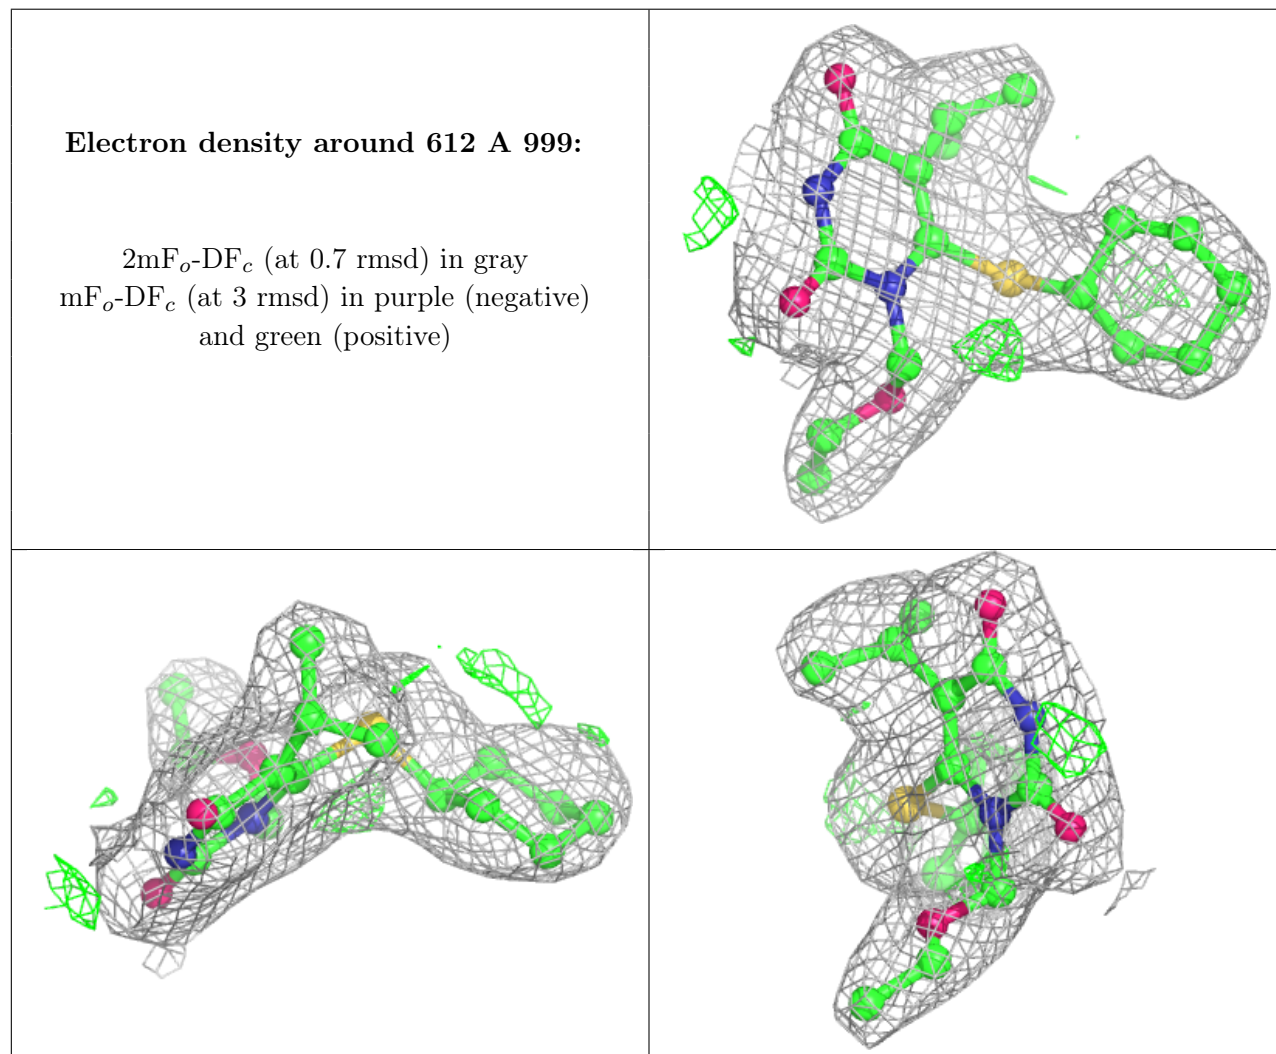 Electron density around 612 A 999:
2mFo-DFc (at 0.7 rmsd) in gray
mFo-DFc (at 3 rmsd) in purple (negative)
and green (positive)